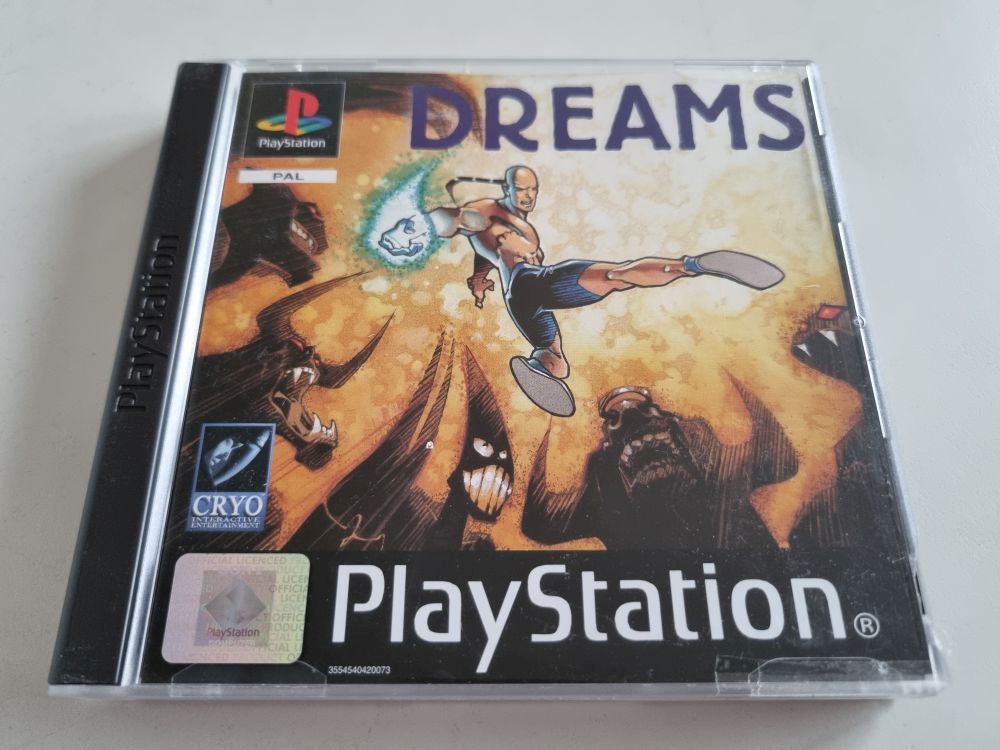 DREAMS
PlayStation
PAL
PlayStation
CRYO
INTERACTIVE
ENTERTAINMENT
PlayStation
PlayStation®
3554540420073